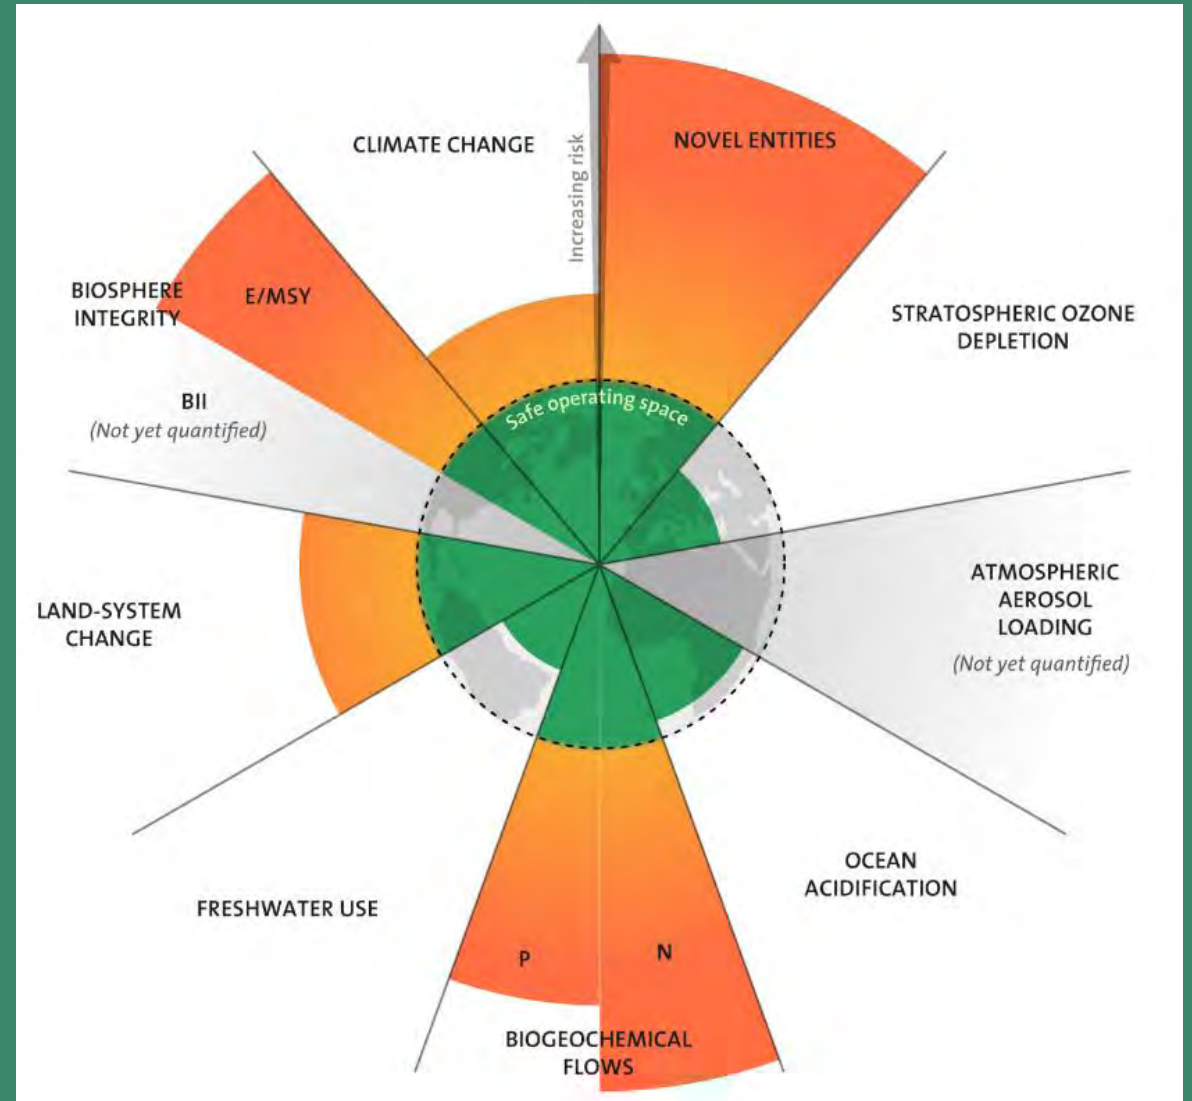 CLIMATE CHANGE
Increasing risk
NOVEL ENTITIES
BIOSPHERE
INTEGRITY
E/MSY
STRATOSPHERIC OZONE
DEPLETION
BII
(Not yet quantified)
Safe operating space
LAND-SYSTEM
CHANGE
ATMOSPHERIC
AEROSOL
LOADING
(Not yet quantified)
FRESHWATER USE
OCEAN
ACIDIFICATION
P
N
BIOGEOCHEMICAL
FLOWS